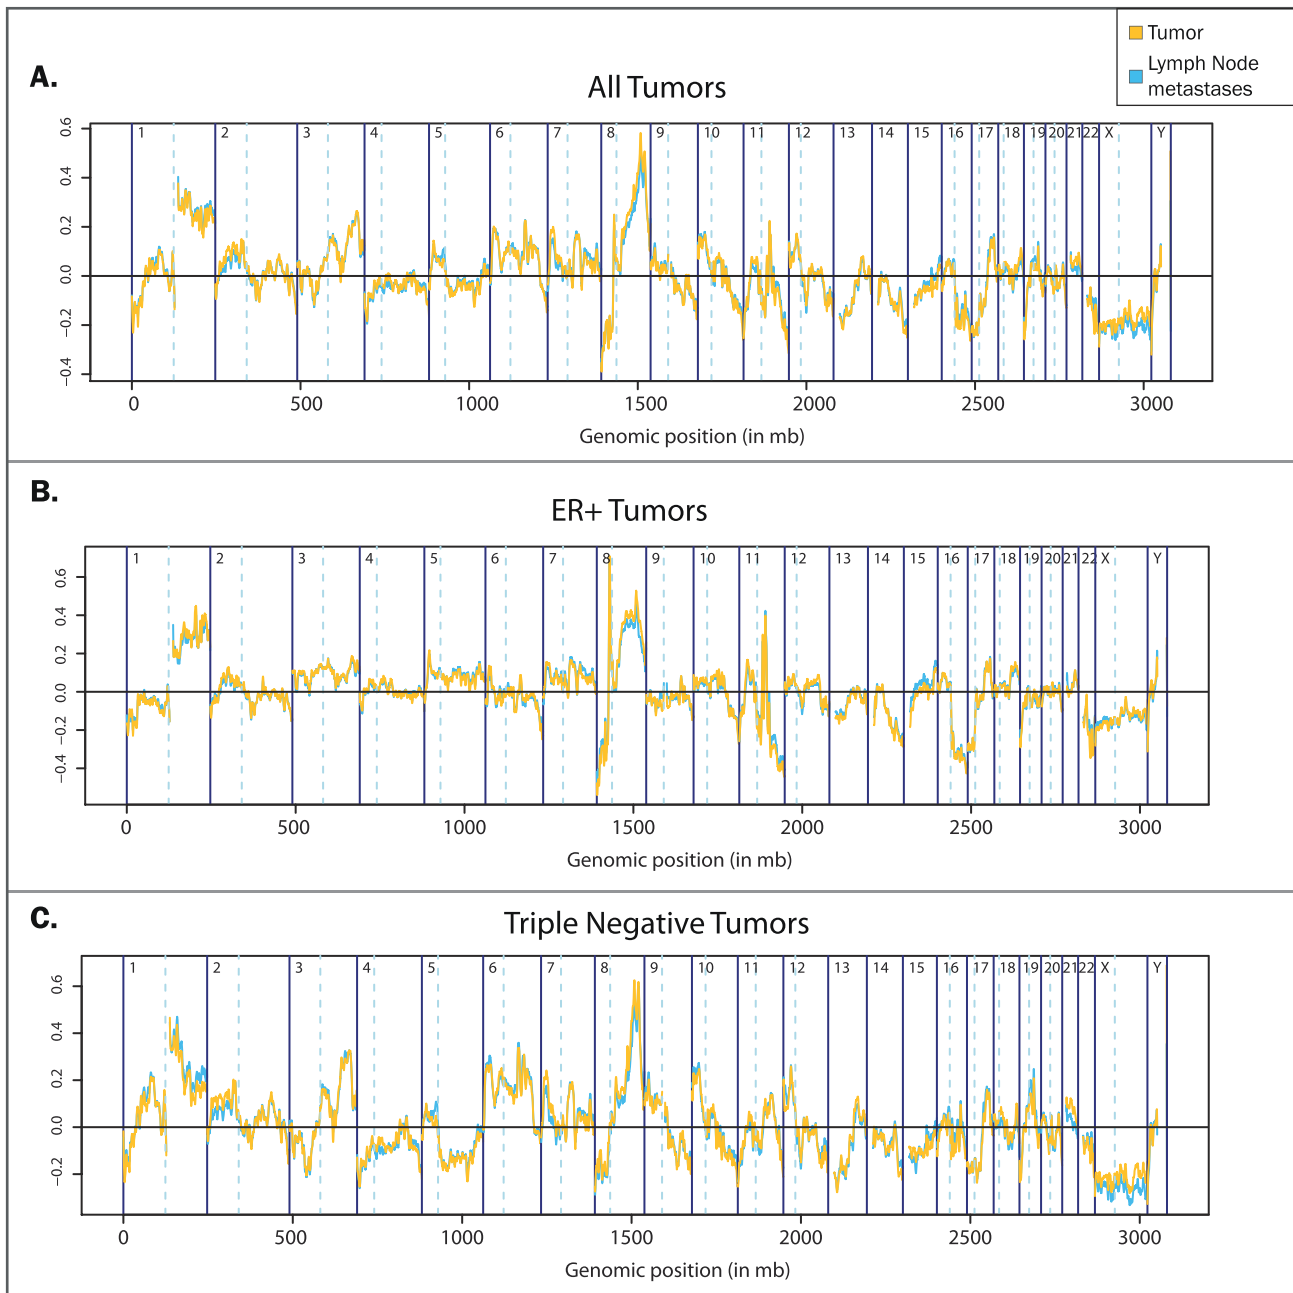 Tumor
Lymph Node
metastases
A.
All Tumors
1 2 3 4 5 6 7 8 9 10 11 12 13 14 15 16 17 18 19 20 21 22 X Y
0.6
0.4
0.2
0.0
−0.2
−0.4
0 500 1000 1500 2000 2500 3000
Genomic position (in mb)
B.
ER+ Tumors
1 2 3 4 5 6 7 8 9 10 11 12 13 14 15 16 17 18 19 20 21 22 X Y
0.6
0.4
0.2
0.0
−0.2
−0.4
0 500 1000 1500 2000 2500 3000
Genomic position (in mb)
C.
Triple Negative Tumors
1 2 3 4 5 6 7 8 9 10 11 12 13 14 15 16 17 18 19 20 21 22 X Y
0.6
0.4
0.2
0.0
−0.2
0 500 1000 1500 2000 2500 3000
Genomic position (in mb)